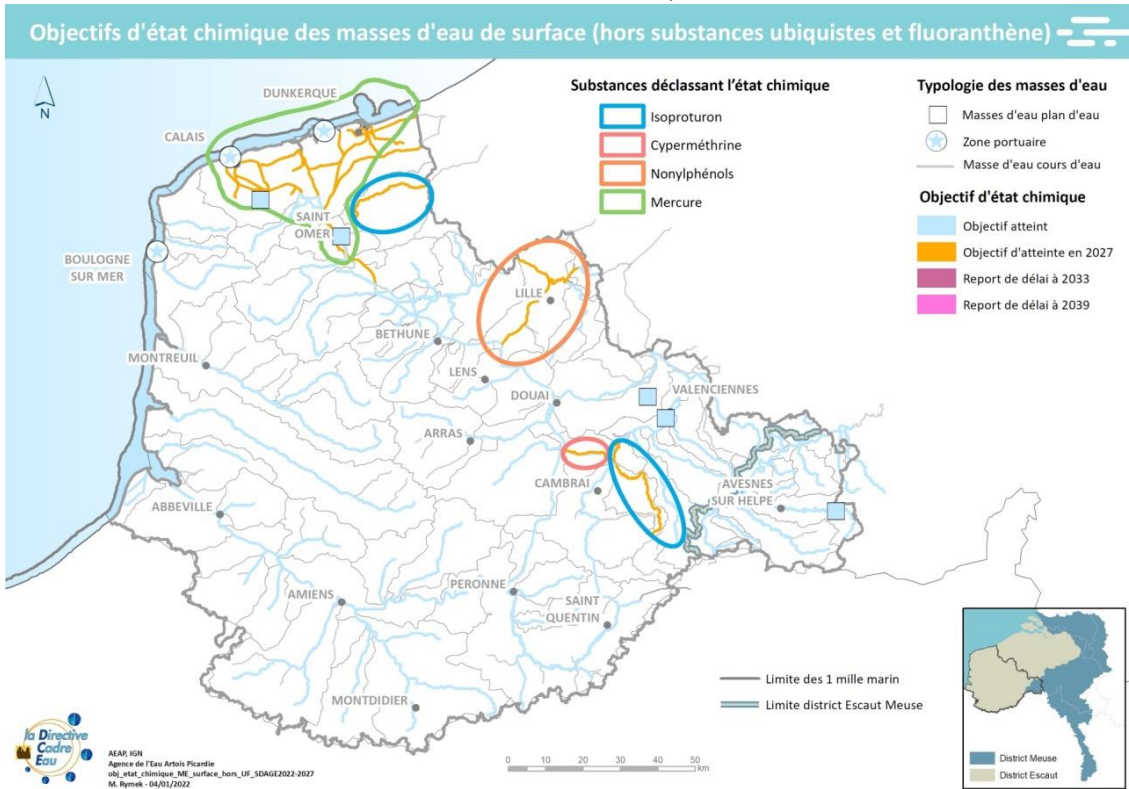 Objectifs d'état chimique des masses d'eau de surface (hors substances ubiquistes et fluoranthène)
N
DUNKERQUE
CALAIS
SAINT
OMER
BOULOGNE
SUR MER
LILLE
BETHUNE
MONTREUIL
LENS
DOUAI
VALENCIENNES
ARRAS
CAMBRAI
AVESNES
SUR HELPE
ABBEVILLE
PERONNE
AMIENS
SAINT
QUENTIN
MONTDIDIER
Substances déclassant l'état chimique
Isoproturon
Cyperméthrine
Nonylphénols
Mercure
Typologie des masses d'eau
Masses d'eau plan d'eau
Zone portuaire
Masse d'eau cours d'eau
Objectif d'état chimique
Objectif atteint
Objectif d'atteinte en 2027
Report de délai à 2033
Report de délai à 2039
Limite des 1 mille marin
Limite district Escaut Meuse
District Meuse
District Escaut
la Directive
Cadre
Eau
AEAP, IGN
Agence de l'Eau Artois Picardie
obj_etat_chimique_ME_surface_hors_UF_SDAGE2022-2027
M. Rymek - 04/01/2022
0 10 20 30 40 50
km